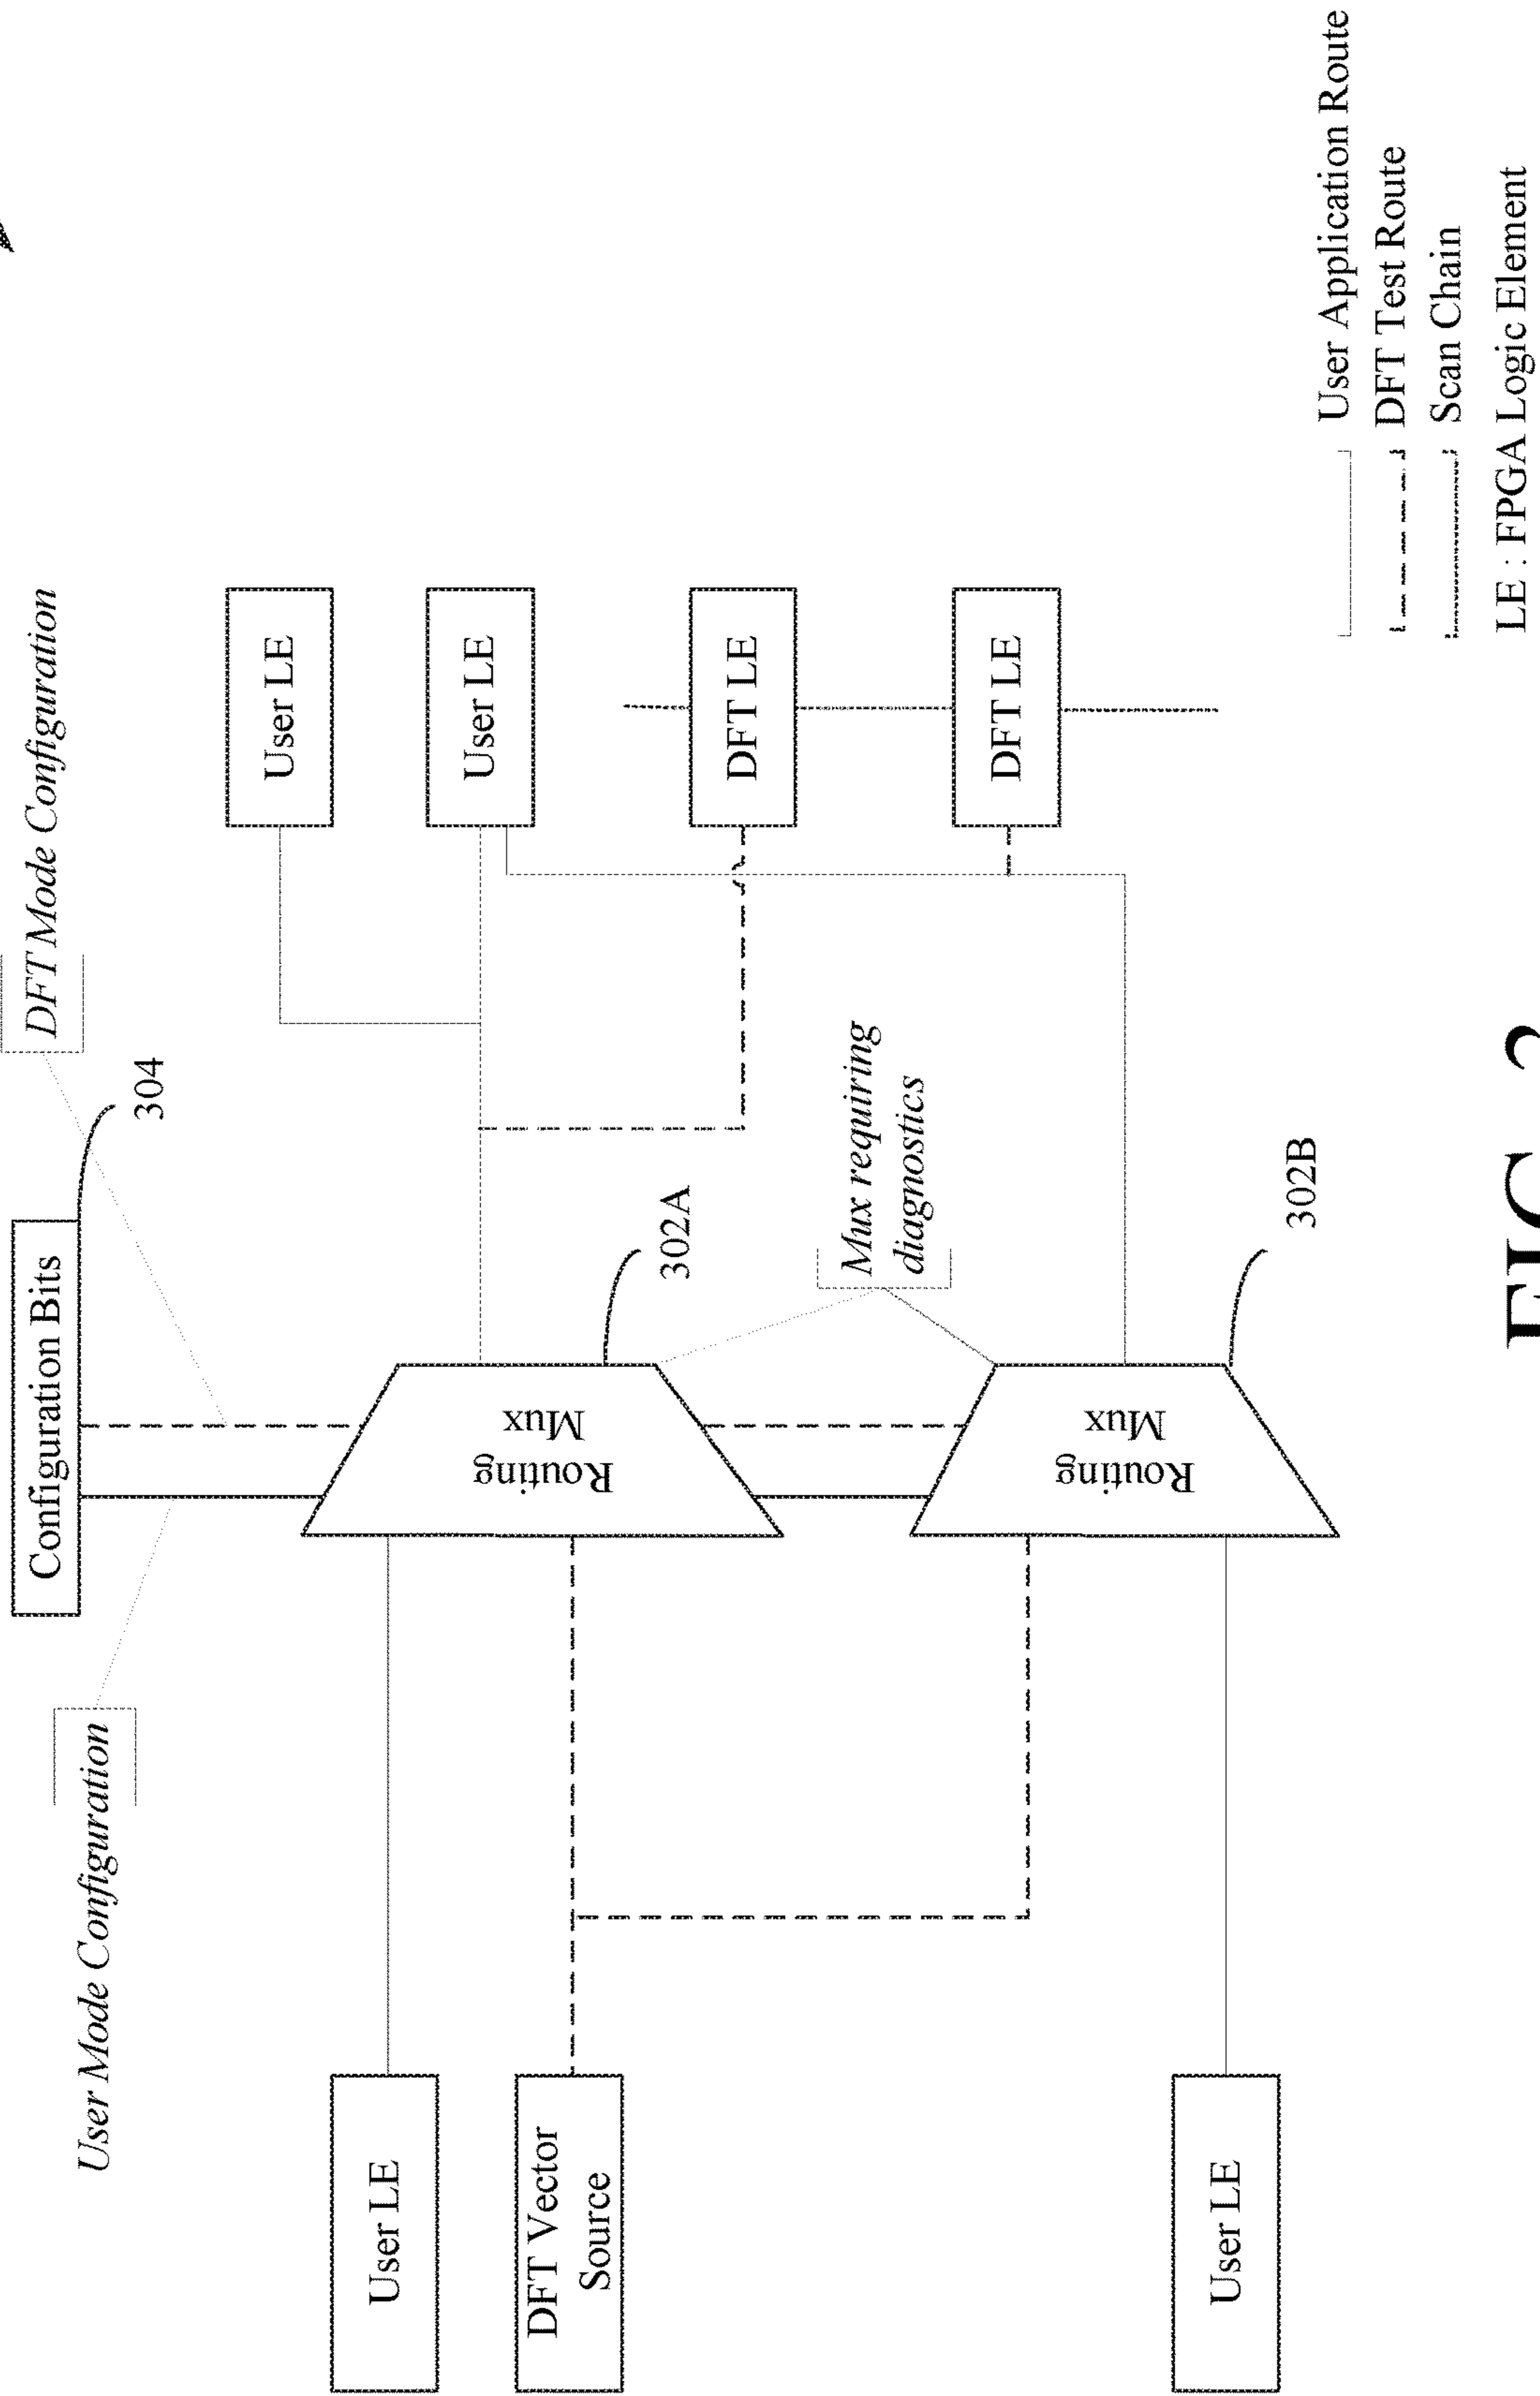 Configuration Bits
DFT Mode Configuration
304
User Mode Configuration
User LE
User LE
User LE
DFT Vector
Source
Routing
Mux
302A
Mux requiring
diagnostics
DFT LE
DFT LE
User LE
Routing
Mux
302B
User Application Route
DFT Test Route
Scan Chain
LE : FPGA Logic Element